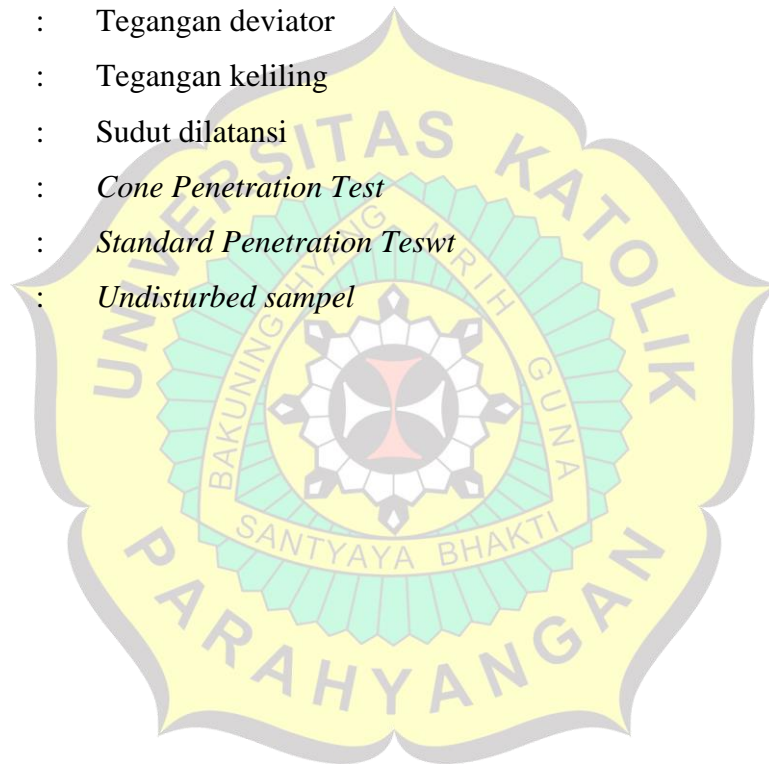 : Tegangan deviator
: Tegangan keliling
: Sudut dilatansi
: Cone Penetration Test
: Standard Penetration Teswt
: Undisturbed sampel
UNIVERSITAS KATOLIK
PARAHYANGAN
BAKUNING HYANG MRIH GUNA
SANTYAYA BHAKTI